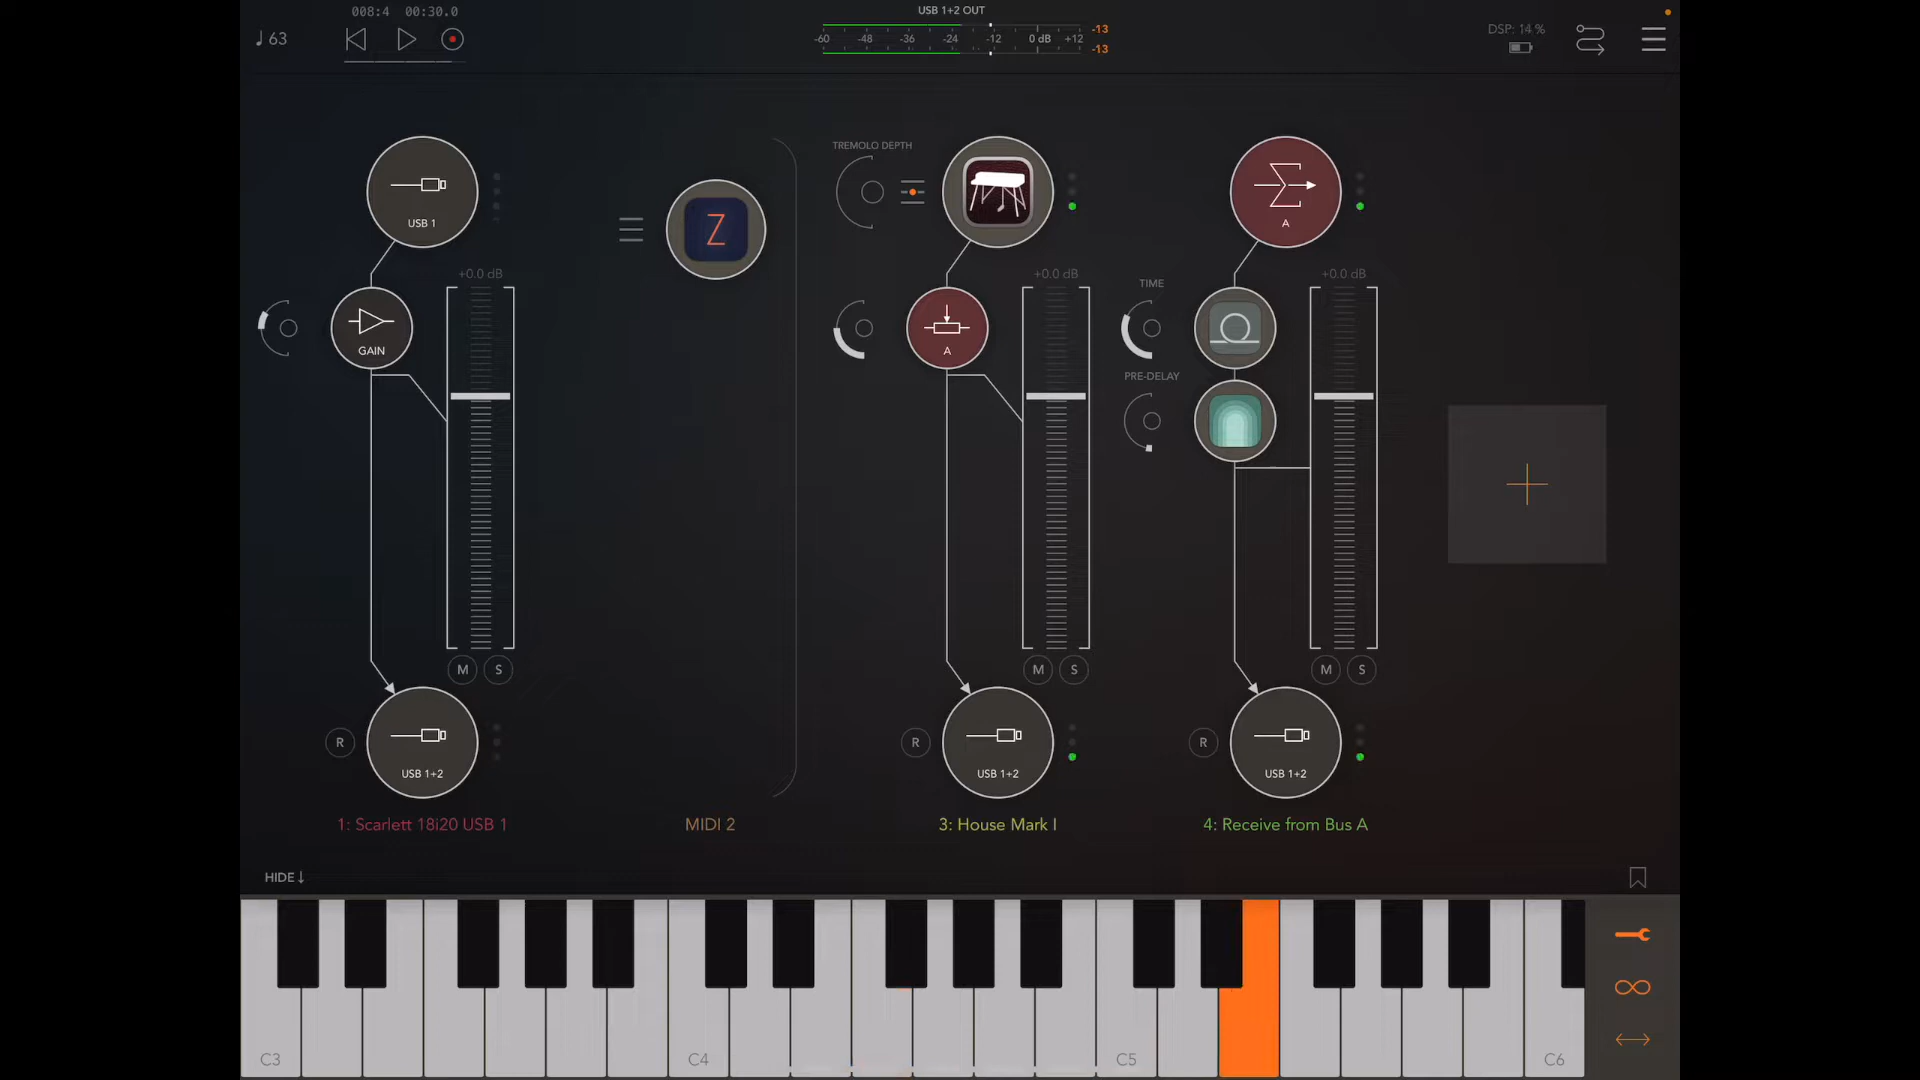 008:4 00:30.0
USB 1+2 OUT
♩63
-60 -48 -36 -24 -12 0 dB +12
-13
-13
DSP: 14 %
TREMOLO DEPTH
USB 1
Z
A
+0.0 dB
+0.0 dB
+0.0 dB
TIME
GAIN
A
PRE-DELAY
M S
M S
M S
R
R
R
USB 1+2
USB 1+2
USB 1+2
1: Scarlett 18i20 USB 1
MIDI 2
3: House Mark I
4: Receive from Bus A
HIDE↓
C3
C4
C5
C6